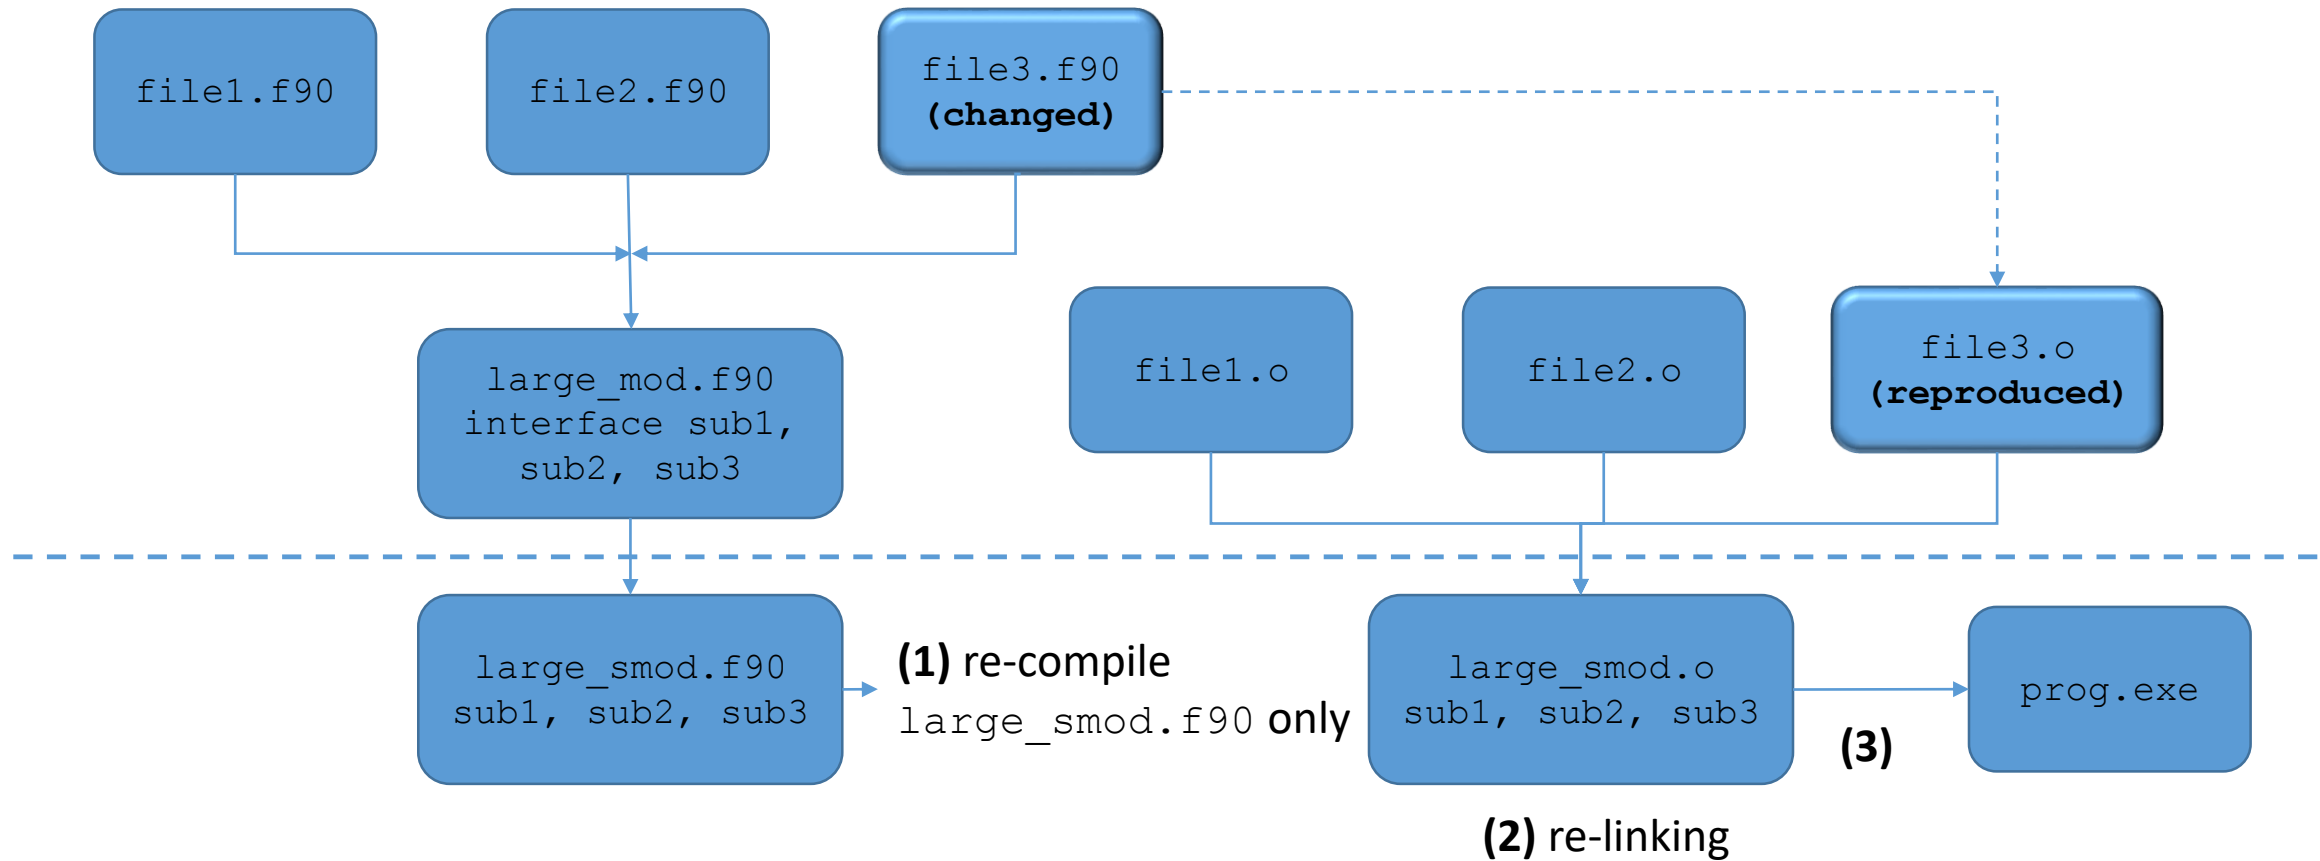 file1.f90
file2.f90
file3.f90
(changed)
large_mod.f90
interface sub1,
sub2, sub3
file1.o
file2.o
file3.o
(reproduced)
large_smod.f90
sub1, sub2, sub3
(1) re-compile
large_smod.f90 only
large_smod.o
sub1, sub2, sub3
(3)
prog.exe
(2) re-linking